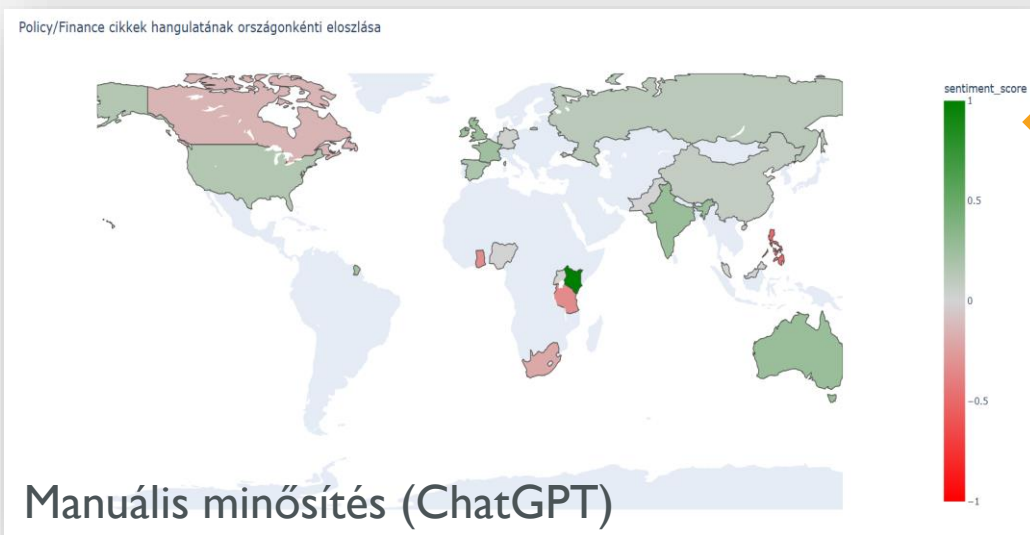 Policy/Finance cikkek hangulatának országonkénti eloszlása
sentiment_score
1
0.5
0
−0.5
−1
Manuális minősítés (ChatGPT)